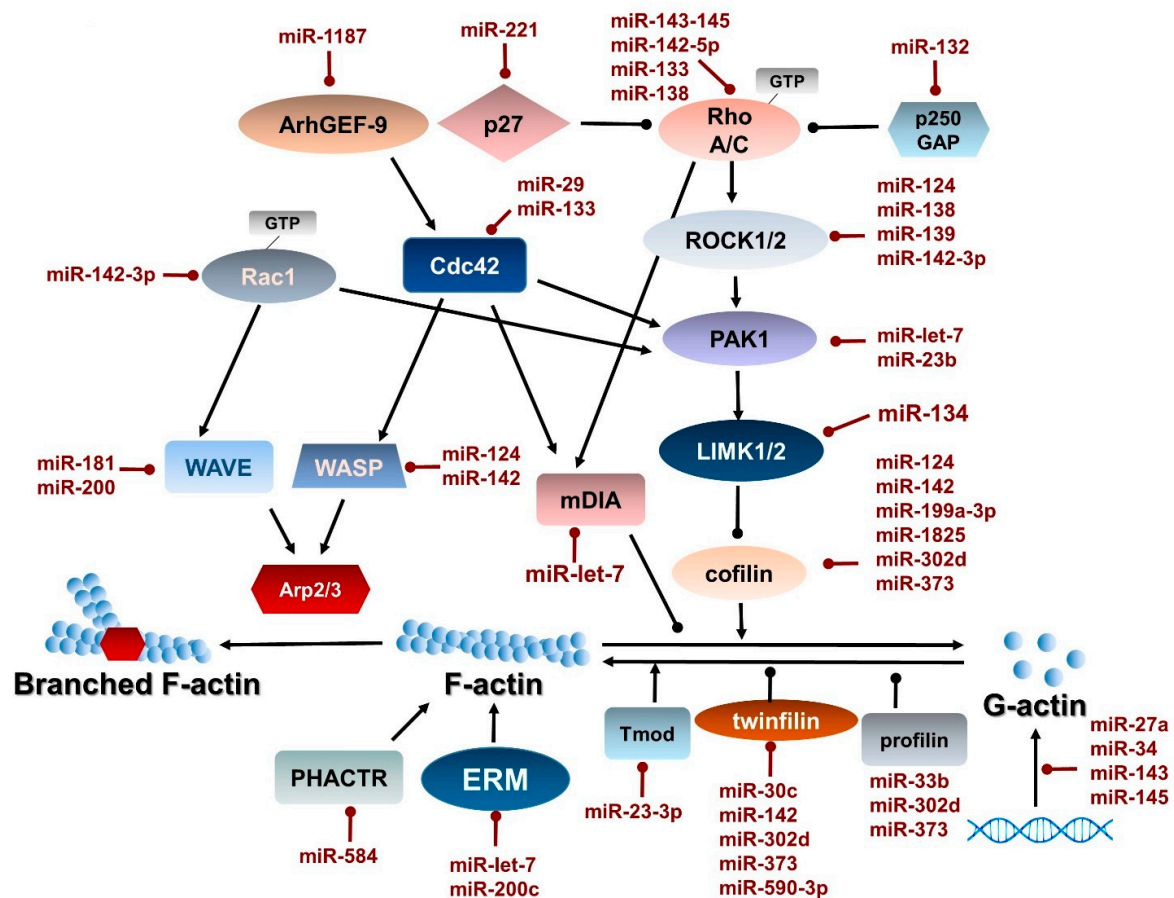 miR-1187
miR-221
miR-143-145
miR-142-5p
miR-133
miR-138
miR-132
GTP
ArhGEF-9
p27
Rho
A/C
p250
GAP
miR-29
miR-133
miR-124
miR-138
miR-139
miR-142-3p
GTP
ROCK1/2
miR-142-3p
Rac1
Cdc42
PAK1
miR-let-7
miR-23b
miR-134
LIMK1/2
miR-181
miR-200
WAVE
WASP
miR-124
miR-142
mDIA
miR-let-7
miR-124
miR-142
miR-199a-3p
miR-1825
miR-302d
miR-373
cofilin
Arp2/3
Branched F-actin
F-actin
G-actin
Tmod
twinfilin
profilin
miR-27a
miR-34
miR-143
miR-145
PHACTR
ERM
miR-23-3p
miR-30c
miR-142
miR-302d
miR-373
miR-590-3p
miR-33b
miR-302d
miR-373
miR-584
miR-let-7
miR-200c